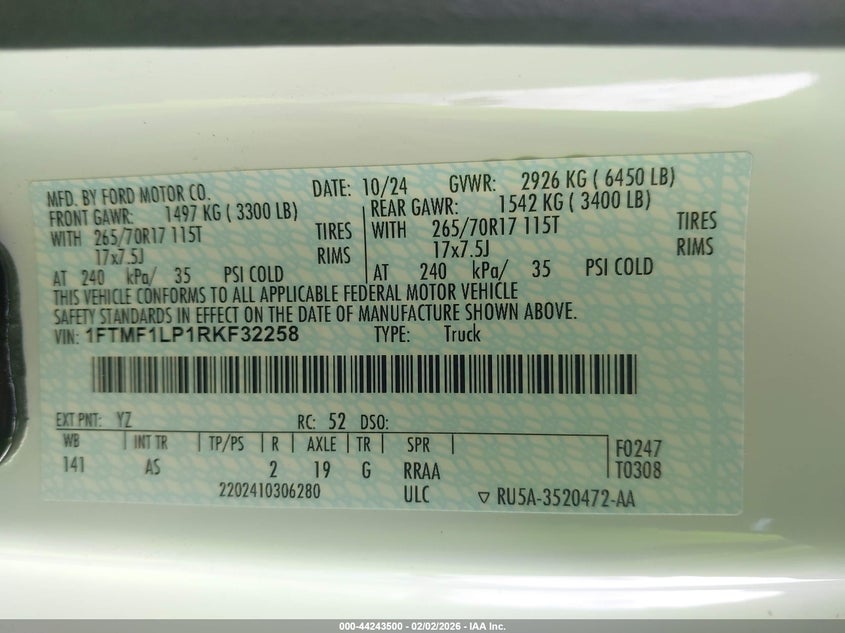 MFD. BY FORD MOTOR CO. DATE: 10/24 GVWR: 2926 KG ( 6450 LB)
FRONT GAWR: 1497 KG ( 3300 LB) REAR GAWR: 1542 KG ( 3400 LB)
WITH 265/70R17 115T TIRES WITH 265/70R17 115T TIRES
17x7.5J RIMS 17x7.5J RIMS
AT 240 kPa/ 35 PSI COLD AT 240 kPa/ 35 PSI COLD
THIS VEHICLE CONFORMS TO ALL APPLICABLE FEDERAL MOTOR VEHICLE
SAFETY STANDARDS IN EFFECT ON THE DATE OF MANUFACTURE SHOWN ABOVE.
VIN: 1FTMF1LP1RKF32258 TYPE: Truck
EXT PNT: YZ RC: 52 DSO:
WB INT TR TP/PS R AXLE TR SPR F0247
141 AS 2 19 G RRAA T0308
2202410306280 ULC ▽ RU5A-3520472-AA
000-44243500 - 02/02/2026 - IAA Inc.